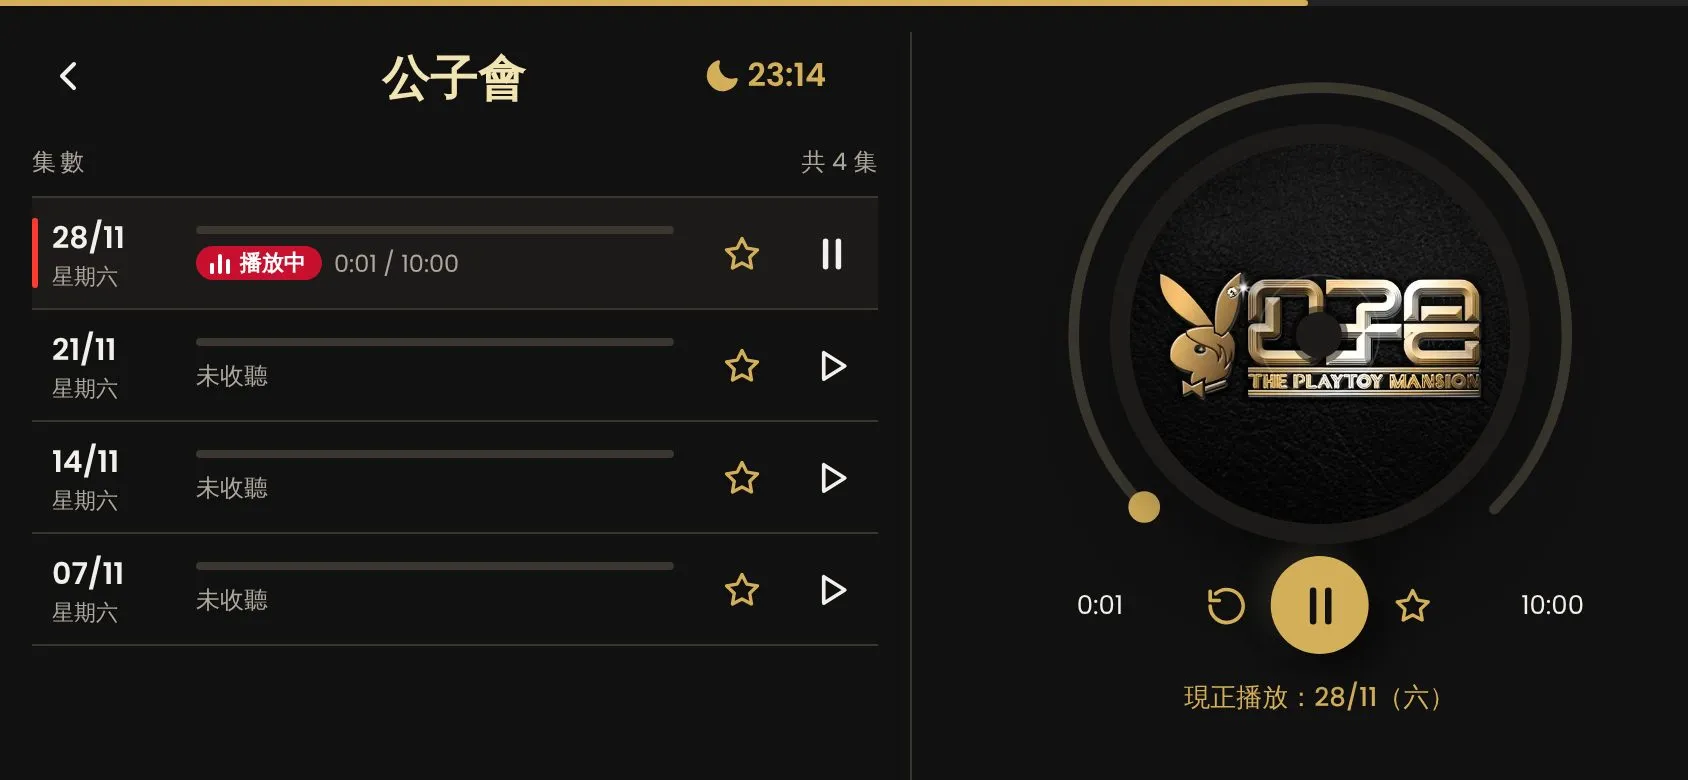 公子會
23:14
集數
共 4 集
28/11
星期六
播放中
0:01 / 10:00
21/11
星期六
未收聽
14/11
星期六
未收聽
07/11
星期六
未收聽
THE PLAYTOY MANSION
0:01
10:00
現正播放：28/11（六）